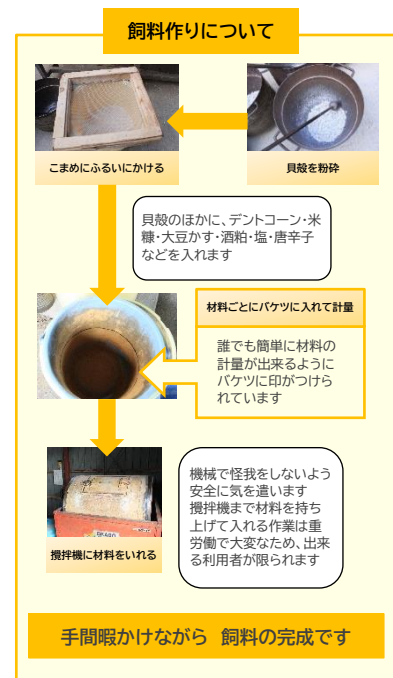 飼料作りについて
こまめにふるいにかける
貝殻を粉砕
貝殻のほかに、デントコーン・米
糠・大豆かす・酒粕・塩・唐辛子
などを入れます
材料ごとにバケツに入れて計量
誰でも簡単に材料の
計量が出来るように
バケツに印がつけら
れています
攪拌機に材料をいれる
機械で怪我をしないよう
安全に気を遣います
攪拌機まで材料を持ち
上げて入れる作業は重
労働で大変なため、出来
る利用者が限られます
手間暇かけながら 飼料の完成です